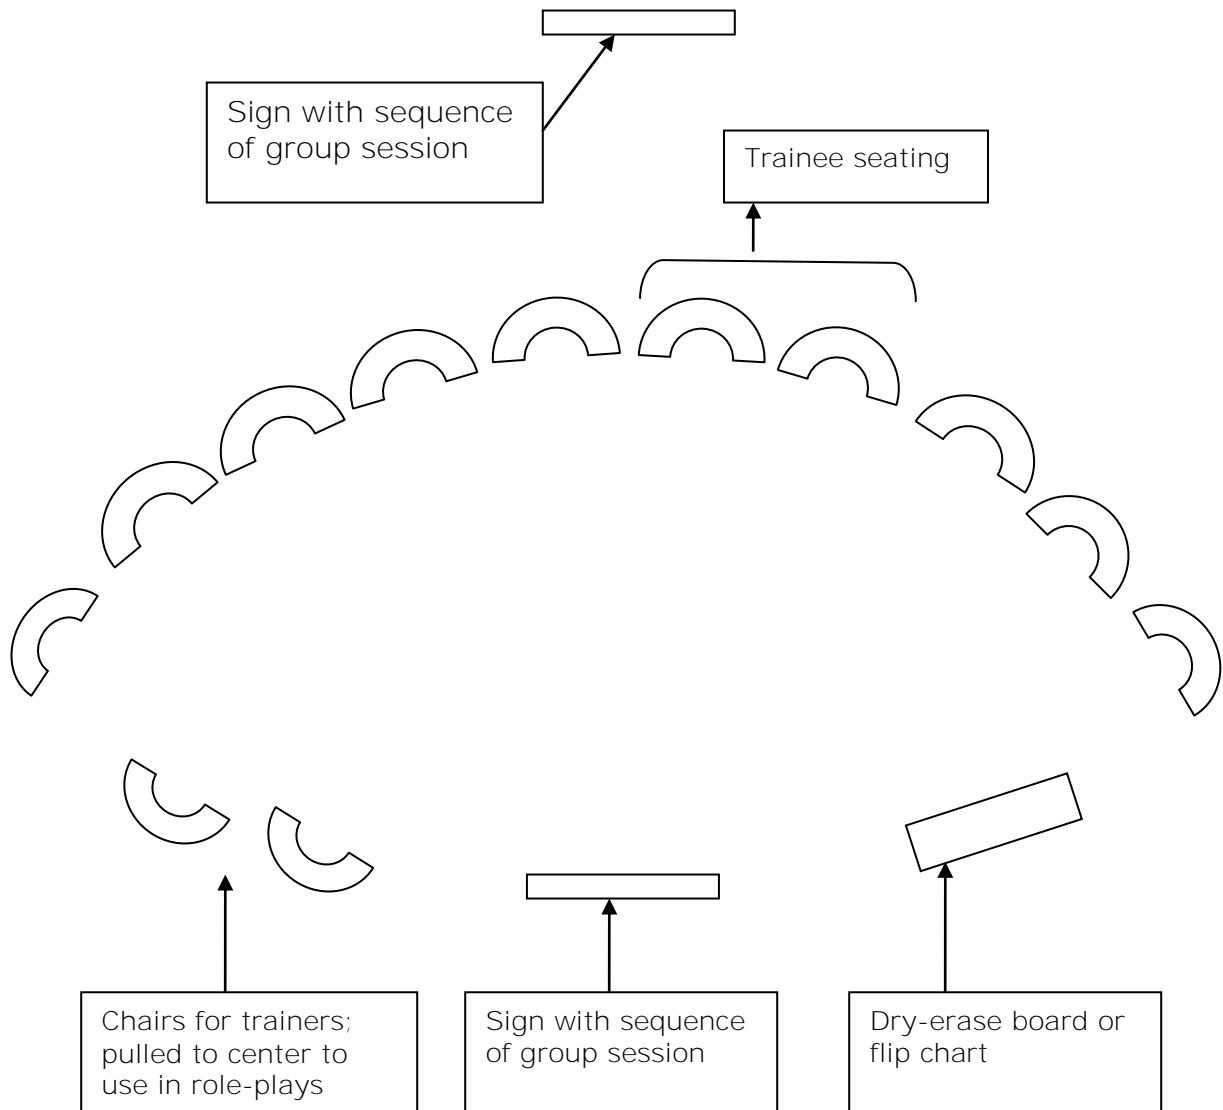 Sign with sequence
of group session
Trainee seating
Chairs for trainers;
pulled to center to
use in role-plays
Sign with sequence
of group session
Dry-erase board or
flip chart